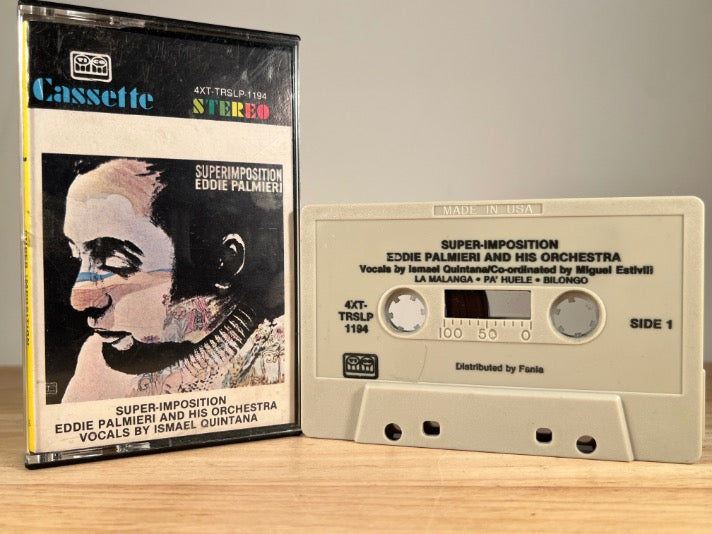 Cassette
4XT-TRSLP-1194
STEREO
SUPERIMPOSITION
EDDIE PALMIERI
SUPER-IMPOSITION
EDDIE PALMIERI AND HIS ORCHESTRA
VOCALS BY ISMAEL QUINTANA
MADE IN USA
SUPER-IMPOSITION
EDDIE PALMIERI AND HIS ORCHESTRA
Vocals by Ismael Quintana/Co-ordinated by Miguel Estivill
LA MALANGA • PA' HUELE • BILONGO
4XT-
TRSLP
1194
SIDE 1
100 50 0
Distributed by Fania